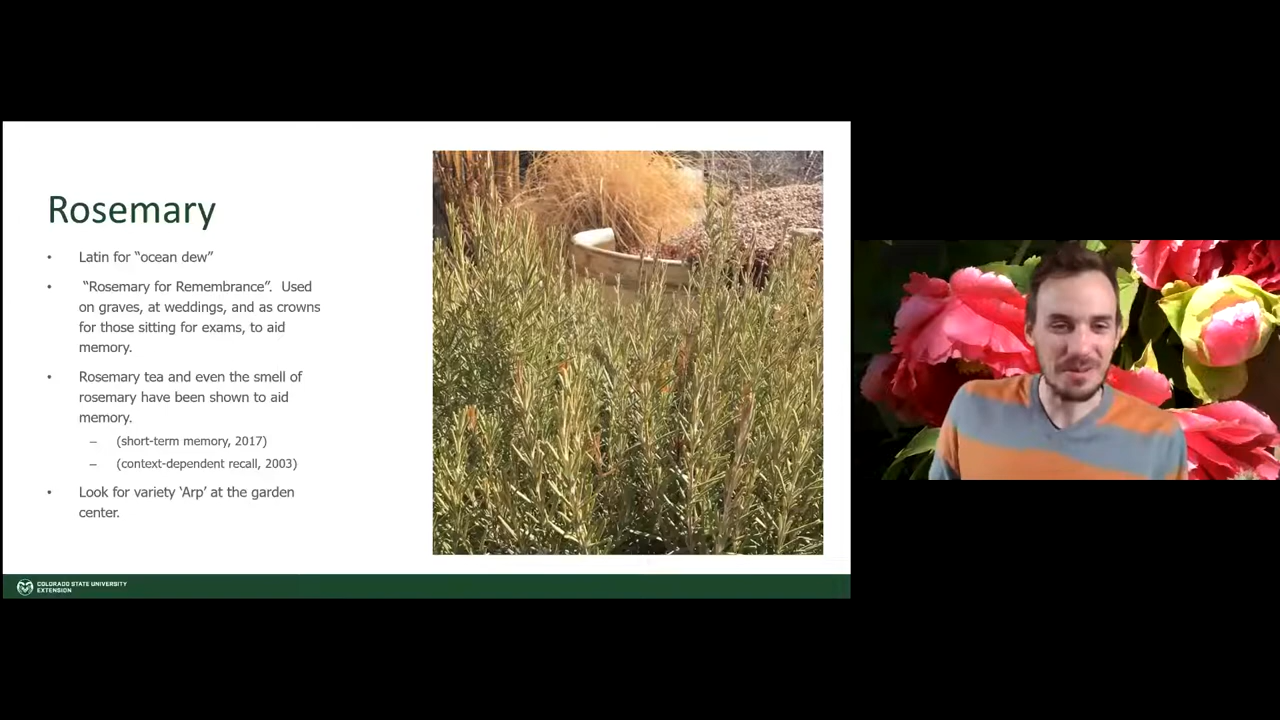 Rosemary
• Latin for “ocean dew”
• “Rosemary for Remembrance”. Used
on graves, at weddings, and as crowns
for those sitting for exams, to aid
memory.
• Rosemary tea and even the smell of
rosemary have been shown to aid
memory.
– (short-term memory, 2017)
– (context-dependent recall, 2003)
• Look for variety ‘Arp’ at the garden
center.
COLORADO STATE UNIVERSITY
EXTENSION